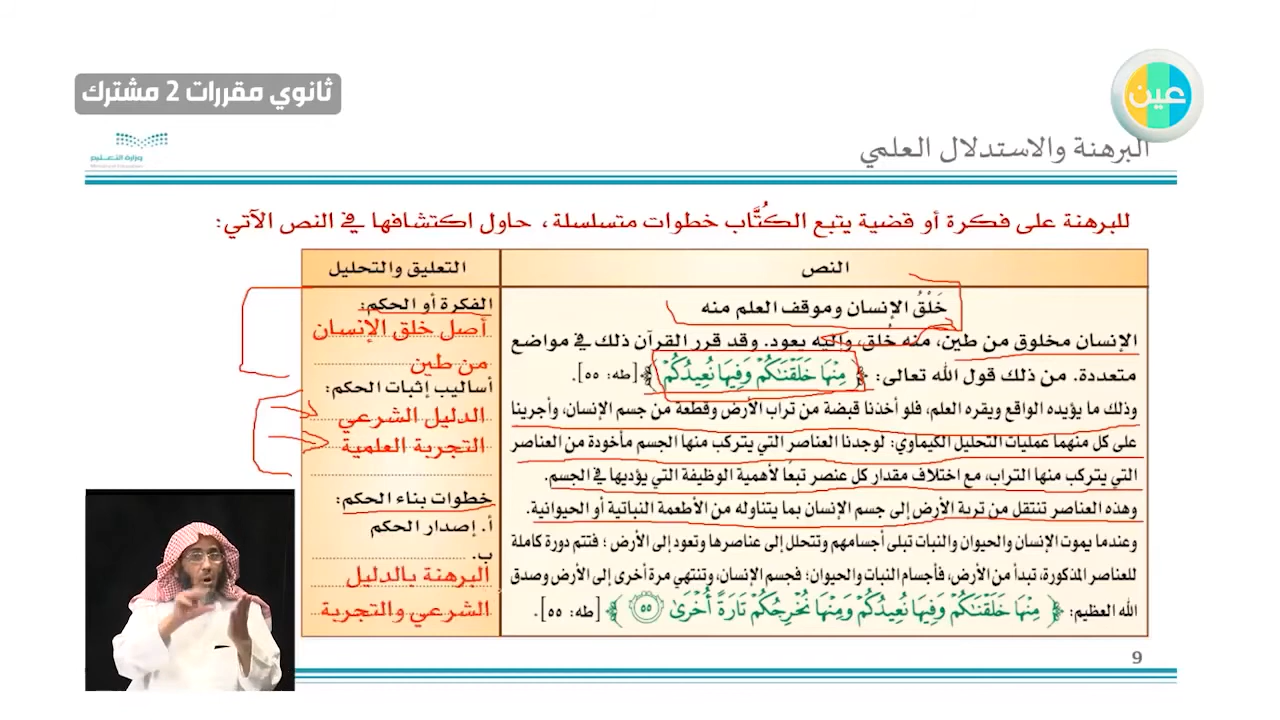 ثانوي مقررات 2 مشترك
عين
وزارة التعليم
البرهنة والاستدلال العلمي
للبرهنة على فكرة أو قضية يتبع الكُتَّاب خطوات متسلسلة، حاول اكتشافها في النص الآتي:
النص
خَلْقُ الإنسان وموقف العلم منه
الإنسان مخلوق من طين، منه خُلق، وإليه يعود. وقد قرر القرآن ذلك في مواضع
متعددة. من ذلك قول الله تعالى: ﴿مِنْهَا خَلَقْنَاكُمْ وَفِيهَا نُعِيدُكُمْ﴾ [طه: ٥٥].
وذلك ما يؤيده الواقع ويقره العلم، فلو أخذنا قبضة من تراب الأرض وقطعة من جسم الإنسان، وأجرينا
على كل منهما عمليات التحليل الكيماوي: لوجدنا العناصر التي يتركب منها الجسم مأخوذة من العناصر
التي يتركب منها التراب، مع اختلاف مقدار كل عنصر تبعًا لأهمية الوظيفة التي يؤديها في الجسم.
وهذه العناصر تنتقل من تربة الأرض إلى جسم الإنسان بما يتناوله من الأطعمة النباتية أو الحيوانية.
وعندما يموت الإنسان والحيوان والنبات تبلى أجسامهم وتتحلل إلى عناصرها وتعود إلى الأرض؛ فتتم دورة كاملة
للعناصر المذكورة، تبدأ من الأرض، فأجسام النبات والحيوان؛ فجسم الإنسان، وتنتهي مرة أخرى إلى الأرض وصدق
الله العظيم: ﴿مِنْهَا خَلَقْنَاكُمْ وَفِيهَا نُعِيدُكُمْ وَمِنْهَا نُخْرِجُكُمْ تَارَةً أُخْرَىٰ ٥٥﴾ [طه: ٥٥].
التعليق والتحليل
الفكرة أو الحكم:
أصل خلق الإنسان
من طين
أساليب إثبات الحكم:
الدليل الشرعي
التجربة العلمية
خطوات بناء الحكم:
أ. إصدار الحكم
ب.
البرهنة بالدليل
الشرعي والتجربة
9